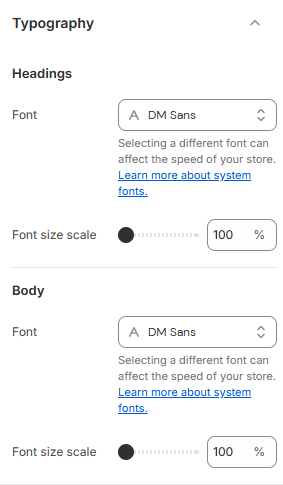 Typography
Headings
Font
DM Sans
Selecting a different font can
affect the speed of your store.
Learn more about system
fonts.
Font size scale
100 %
Body
Font
DM Sans
Selecting a different font can
affect the speed of your store.
Learn more about system
fonts.
Font size scale
100 %